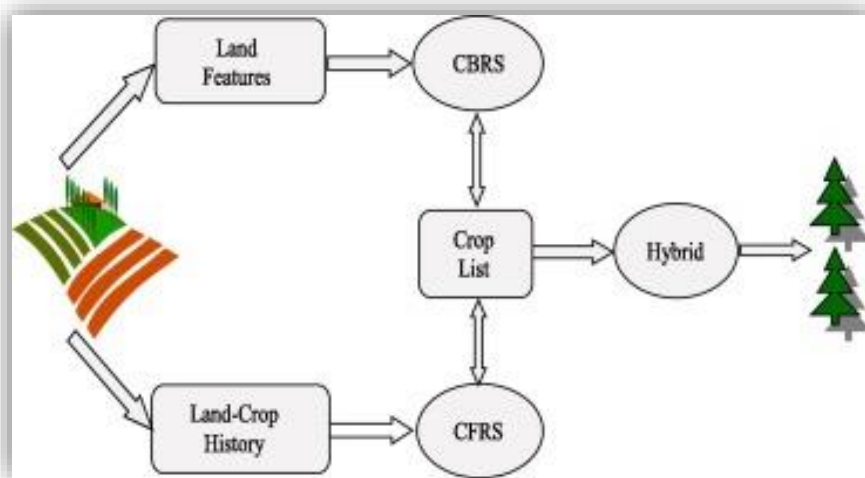 Land
Features
CBRS
Crop
List
Hybrid
Land-Crop
History
CFRS